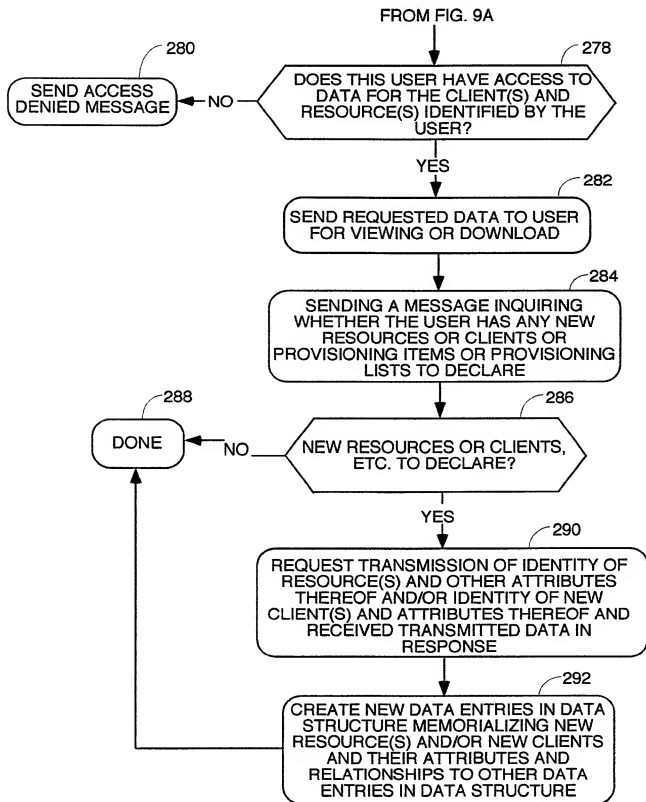 FROM FIG. 9A
280
278
SEND ACCESS
DENIED MESSAGE
NO
DOES THIS USER HAVE ACCESS TO
DATA FOR THE CLIENT(S) AND
RESOURCE(S) IDENTIFIED BY THE
USER?
YES
282
SEND REQUESTED DATA TO USER
FOR VIEWING OR DOWNLOAD
284
SENDING A MESSAGE INQUIRING
WHETHER THE USER HAS ANY NEW
RESOURCES OR CLIENTS OR
PROVISIONING ITEMS OR PROVISIONING
LISTS TO DECLARE
288
286
DONE
NO
NEW RESOURCES OR CLIENTS,
ETC. TO DECLARE?
YES
290
REQUEST TRANSMISSION OF IDENTITY OF
RESOURCE(S) AND OTHER ATTRIBUTES
THEREOF AND/OR IDENTITY OF NEW
CLIENT(S) AND ATTRIBUTES THEREOF AND
RECEIVED TRANSMITTED DATA IN
RESPONSE
292
CREATE NEW DATA ENTRIES IN DATA
STRUCTURE MEMORIALIZING NEW
RESOURCE(S) AND/OR NEW CLIENTS
AND THEIR ATTRIBUTES AND
RELATIONSHIPS TO OTHER DATA
ENTRIES IN DATA STRUCTURE